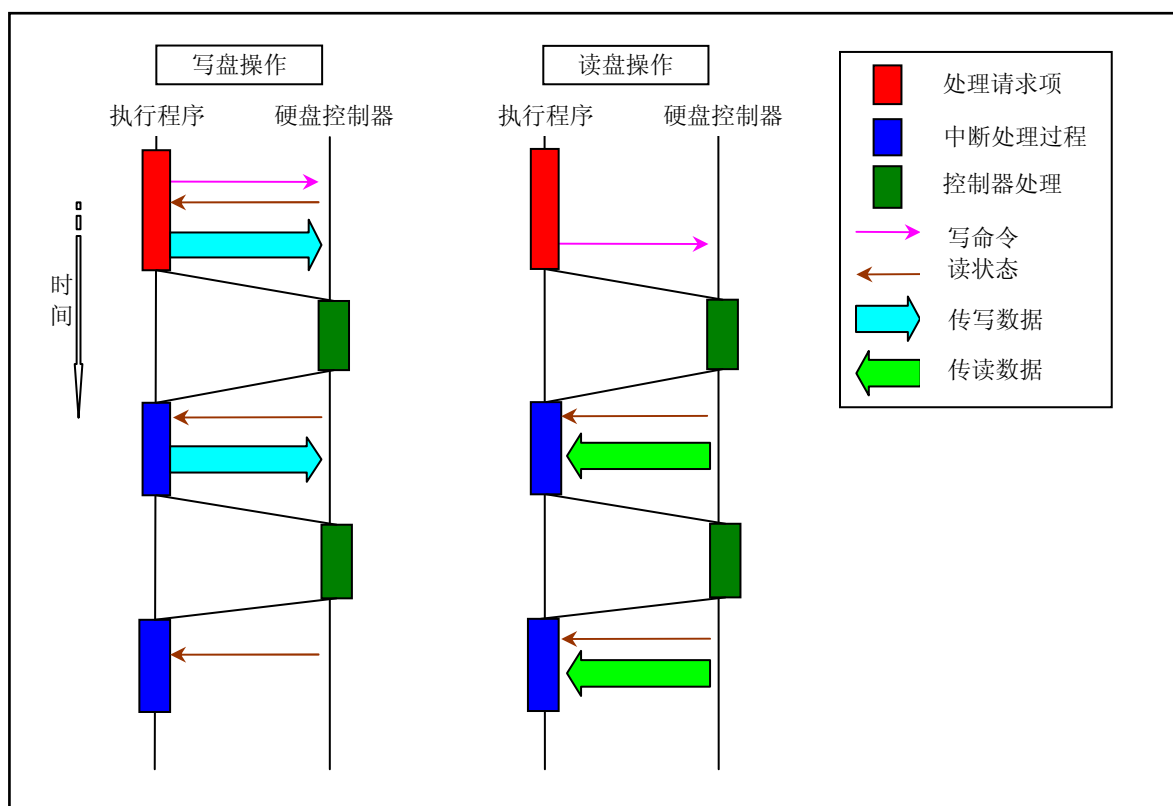 写盘操作
读盘操作
执行程序
硬盘控制器
执行程序
硬盘控制器
时间
处理请求项
中断处理过程
控制器处理
写命令
读状态
传写数据
传读数据